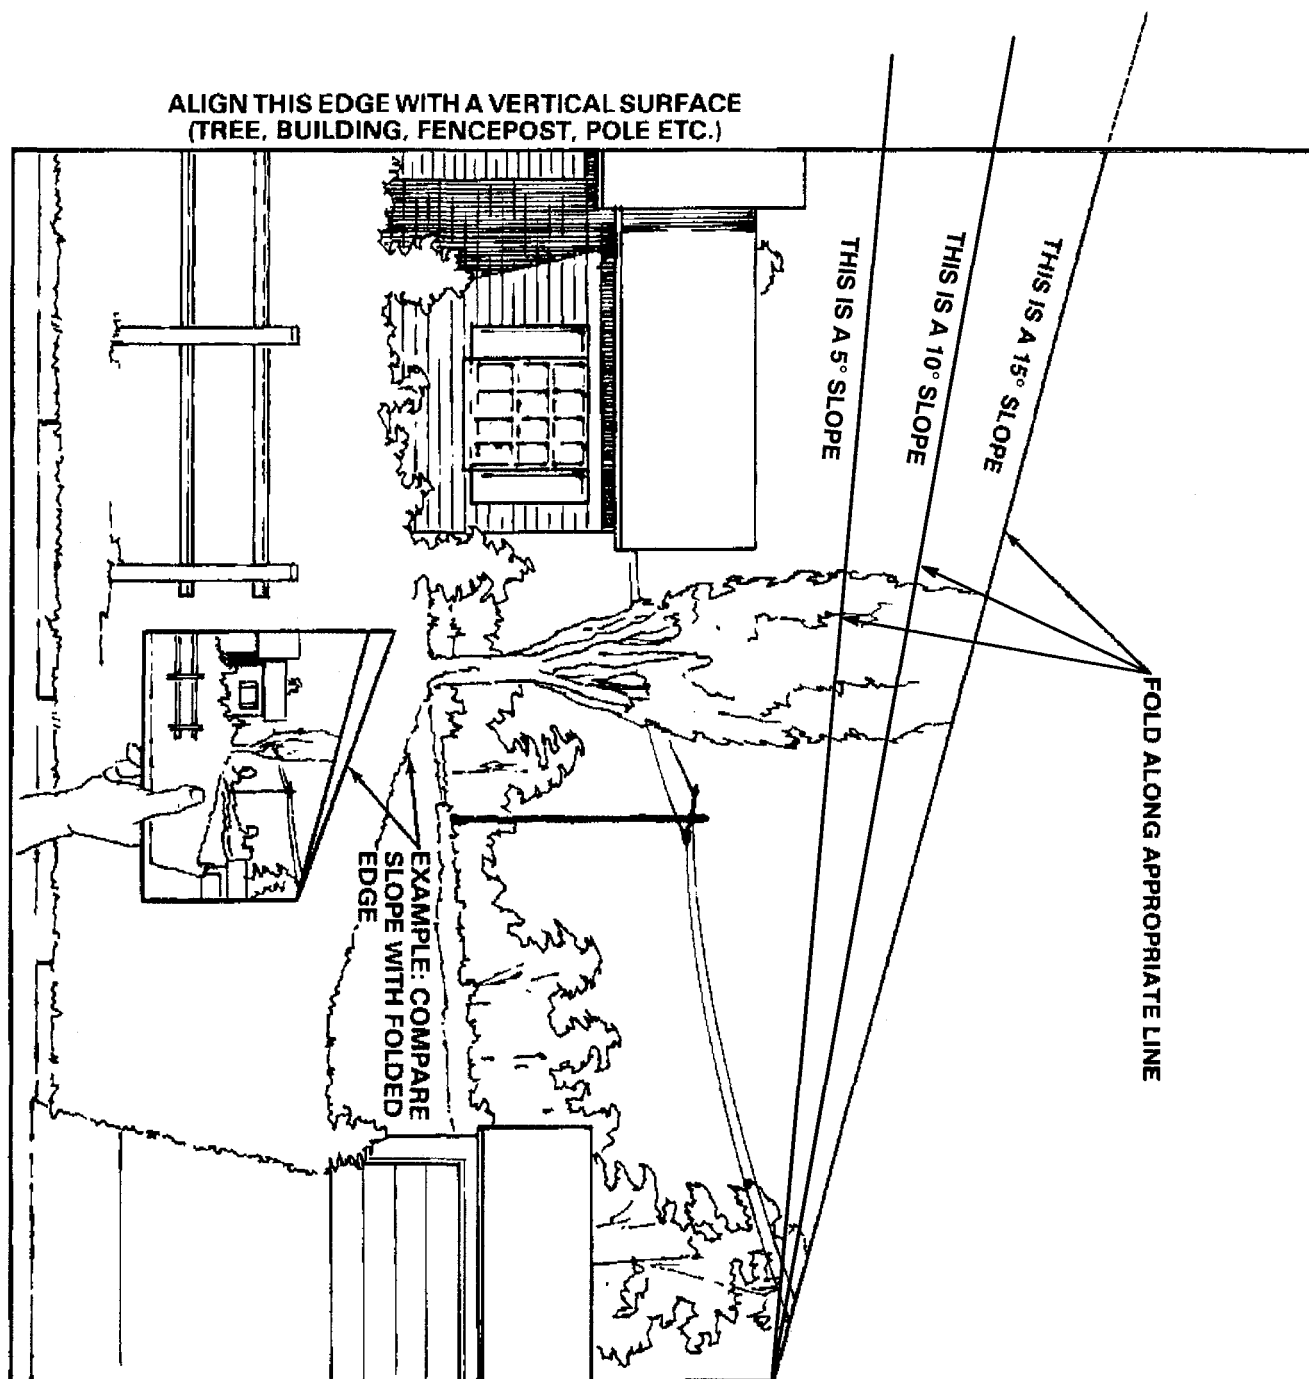 ALIGN THIS EDGE WITH A VERTICAL SURFACE
(TREE, BUILDING, FENCEPOST, POLE ETC.)
THIS IS A 5° SLOPE
THIS IS A 10° SLOPE
THIS IS A 15° SLOPE
FOLD ALONG APPROPRIATE LINE
EXAMPLE: COMPARE
SLOPE WITH FOLDED
EDGE